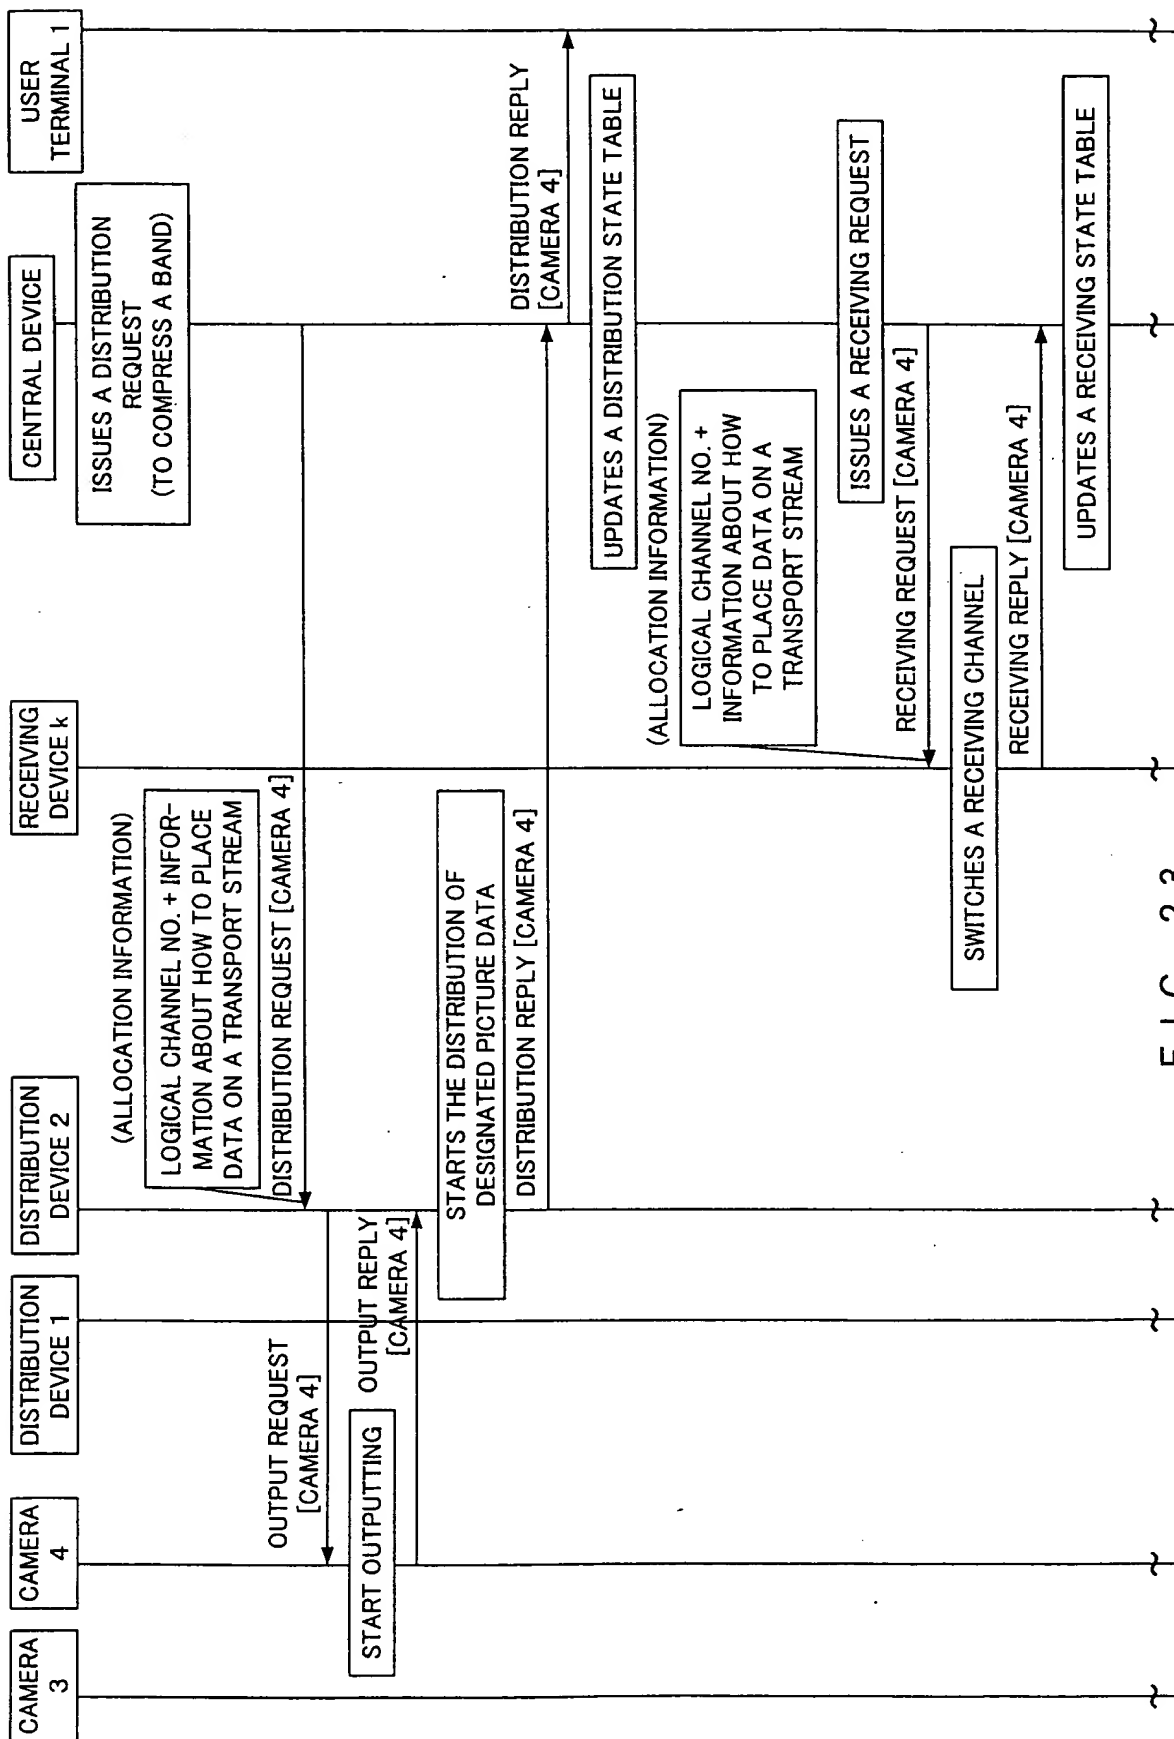 CAMERA
3
CAMERA
4
DISTRIBUTION
DEVICE 1
DISTRIBUTION
DEVICE 2
RECEIVING
DEVICE k
CENTRAL DEVICE
USER
TERMINAL 1
ISSUES A DISTRIBUTION
REQUEST
(TO COMPRESS A BAND)
(ALLOCATION INFORMATION)
LOGICAL CHANNEL NO. + INFOR-
MATION ABOUT HOW TO PLACE
DATA ON A TRANSPORT STREAM
DISTRIBUTION REQUEST [CAMERA 4]
OUTPUT REQUEST
[CAMERA 4]
START OUTPUTTING
OUTPUT REPLY
[CAMERA 4]
STARTS THE DISTRIBUTION OF
DESIGNATED PICTURE DATA
DISTRIBUTION REPLY [CAMERA 4]
DISTRIBUTION REPLY
[CAMERA 4]
UPDATES A DISTRIBUTION STATE TABLE
(ALLOCATION INFORMATION)
LOGICAL CHANNEL NO. +
INFORMATION ABOUT HOW
TO PLACE DATA ON A
TRANSPORT STREAM
ISSUES A RECEIVING REQUEST
RECEIVING REQUEST [CAMERA 4]
SWITCHES A RECEIVING CHANNEL
RECEIVING REPLY [CAMERA 4]
UPDATES A RECEIVING STATE TABLE